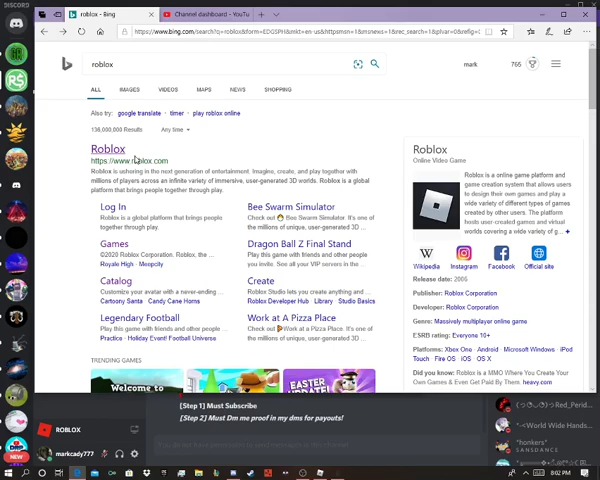 DISCORD
roblox - Bing
Channel dashboard - YouTu
https://www.bing.com/search?q=roblox&form=EDGSPH&mkt=en-us&httpsmsn=1&msnews=1&rec_search=1&plvar=0&refig=0
roblox
mark
765
ALL IMAGES VIDEOS MAPS NEWS SHOPPING
Also try: google translate · timer · play roblox online
136,000,000 Results Any time
Roblox
https://www.roblox.com
Roblox is ushering in the next generation of entertainment. Imagine, create, and play together with
millions of players across an infinite variety of immersive, user-generated 3D worlds. Roblox is a global
platform that brings people together through play.
Log In
Roblox is a global platform that brings
people together through play.
Bee Swarm Simulator
Check out Bee Swarm Simulator. It's one of
the millions of unique, user-generated 3D ...
Games
©2020 Roblox Corporation. Roblox, the ...
Royale High · Meepcity
Dragon Ball Z Final Stand
Play this game with friends and other people
you invite. See all your VIP servers in the ...
Catalog
Customize your avatar with a never-ending ...
Cartoony Santa · Candy Cane Horns
Create
Roblox Studio lets you create anything and ...
Roblox Developer Hub · Library · Studio Basics
Legendary Football
Play this game with friends and other people ...
Practice · Holiday Event! Football Universe
Work at A Pizza Place
Check out Work at A Pizza Place. It's one of
the millions of unique, user-generated 3D ...
TRENDING GAMES
Welcome to
EASTER
UPDATE!
Roblox
Online Video Game
Roblox is a online game platform and
game creation system that allows users
to design their own games and play a
wide variety of different types of games
created by other users. The platform
hosts user-created games and virtual
worlds covering a wide variety of g...
Wikipedia Instagram Facebook Official site
Release date: 2006
Publisher: Roblox Corporation
Developer: Roblox Corporation
Genre: Massively multiplayer online game
ESRB rating: Everyone 10+
Platforms: Xbox One · Android · Microsoft Windows · iPod
Touch · Fire OS · iOS · OS X
Did you know: Roblox is a MMO Where You Make Your
Own Games & Even Get Paid By Them heavy.com
[Step 1] Must Subscribe
[Step 2] Must Dm me proof in my dms for payouts!
ROBLOX
markcady777
NEW
Red_Perid...
World Wide Hands...
*honkers*
SANSDANCE
8:02 PM